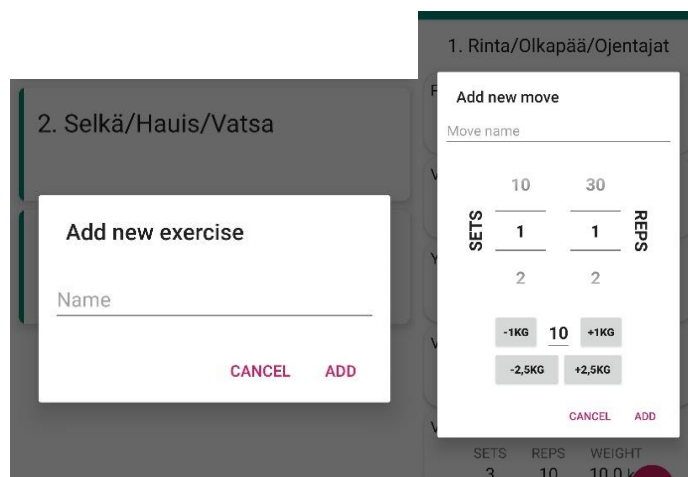 2. Selkä/Hauis/Vatsa
Add new exercise
Name
CANCEL ADD
1. Rinta/Olkapää/Ojentajat
Add new move
Move name
10 30
SETS 1 1 REPS
2 2
-1KG 10 +1KG
-2,5KG +2,5KG
CANCEL ADD
SETS REPS WEIGHT
3 10 10.0